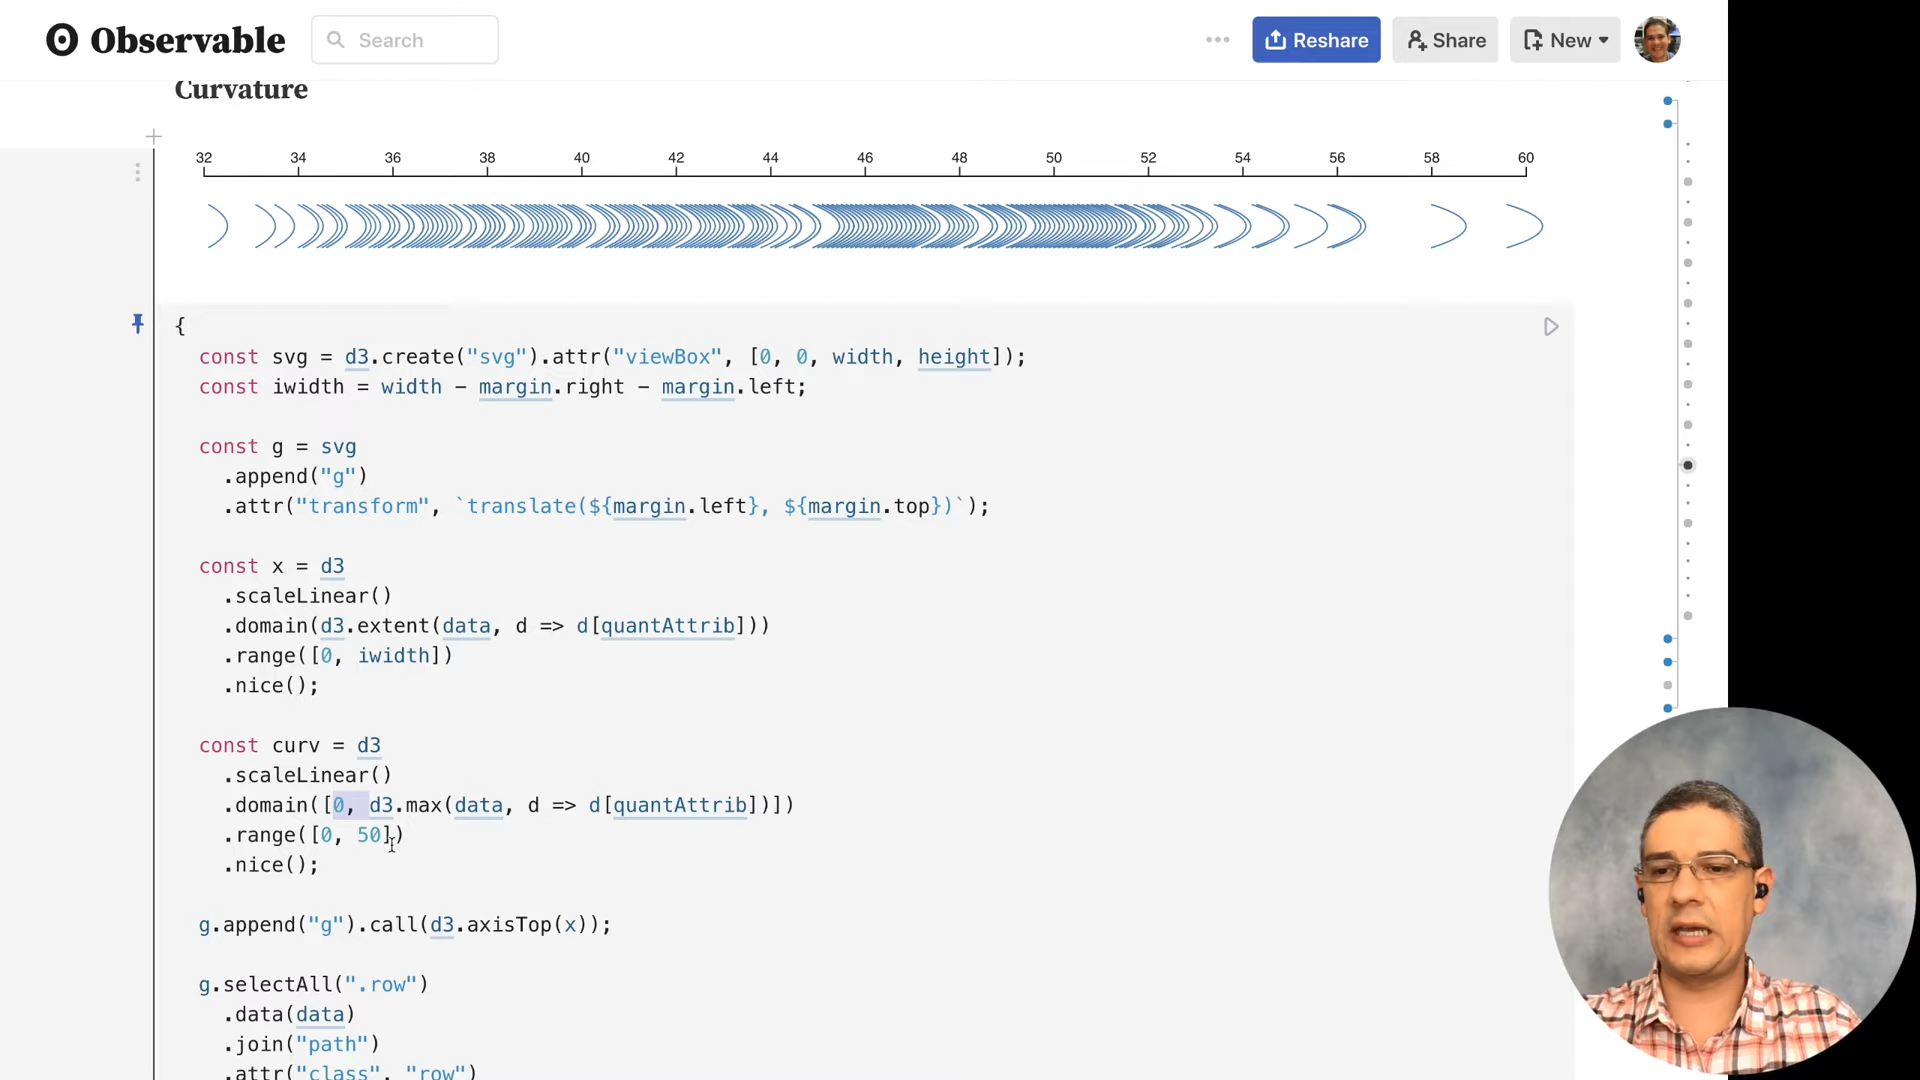 Observable
Search
Reshare
Share
New
Curvature
32 34 36 38 40 42 44 46 48 50 52 54 56 58 60
{
const svg = d3.create("svg").attr("viewBox", [0, 0, width, height]);
const iwidth = width - margin.right - margin.left;
const g = svg
.append("g")
.attr("transform", `translate(${margin.left}, ${margin.top})`);
const x = d3
.scaleLinear()
.domain(d3.extent(data, d => d[quantAttrib]))
.range([0, iwidth])
.nice();
const curv = d3
.scaleLinear()
.domain([0, d3.max(data, d => d[quantAttrib])])
.range([0, 50])
.nice();
g.append("g").call(d3.axisTop(x));
g.selectAll(".row")
.data(data)
.join("path")
.attr("class", "row")